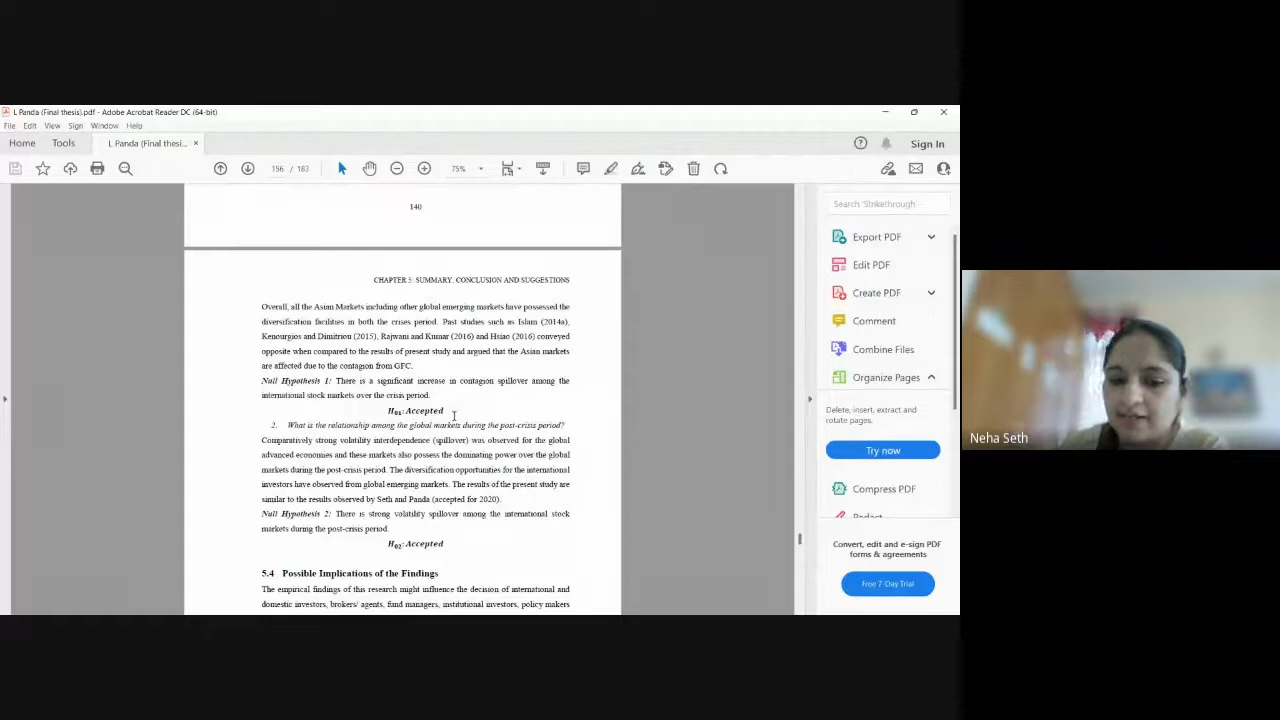 L Panda (Final thesis).pdf - Adobe Acrobat Reader DC (64-bit)
File Edit View Sign Window Help
Home Tools L Panda (Final thesi... × Sign In
156 / 183 75%
Search 'Strikethrough'
140
Export PDF
Edit PDF
Create PDF
Comment
Combine Files
Organize Pages
Delete, insert, extract and
rotate pages.
Try now
Compress PDF
Redact
Convert, edit and e-sign PDF
forms & agreements
Free 7-Day Trial
CHAPTER 5: SUMMARY, CONCLUSION AND SUGGESTIONS
Overall, all the Asian Markets including other global emerging markets have possessed the
diversification facilities in both the crises period. Past studies such as Islam (2014a),
Kenourgios and Dimitriou (2015), Rajwani and Kumar (2016) and Hsiao (2016) conveyed
opposite when compared to the results of present study and argued that the Asian markets
are affected due to the contagion from GFC.
Null Hypothesis 1: There is a significant increase in contagion spillover among the
international stock markets over the crisis period.
H01: Accepted
2. What is the relationship among the global markets during the post-crisis period?
Comparatively strong volatility interdependence (spillover) was observed for the global
advanced economies and these markets also possess the dominating power over the global
markets during the post-crisis period. The diversification opportunities for the international
investors have observed from global emerging markets. The results of the present study are
similar to the results observed by Seth and Panda (accepted for 2020).
Null Hypothesis 2: There is strong volatility spillover among the international stock
markets during the post-crisis period.
H02: Accepted
5.4 Possible Implications of the Findings
The empirical findings of this research might influence the decision of international and
domestic investors, brokers/ agents, fund managers, institutional investors, policy makers
Neha Seth